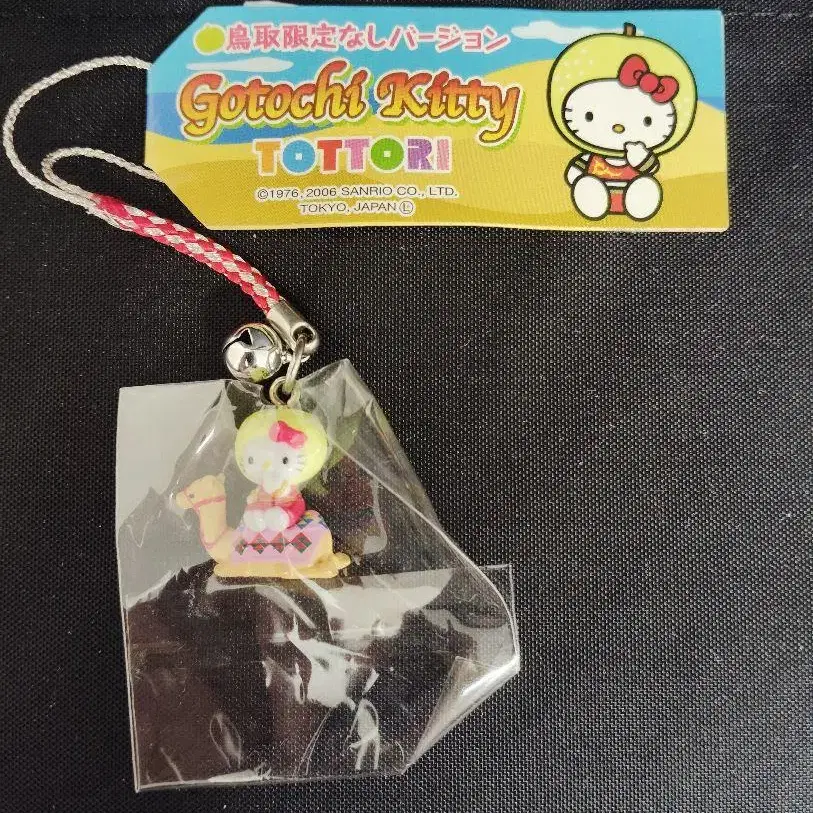 鳥取限定なしバージョン
Gotochi Kitty
TOTTORI
©1976, 2006 SANRIO CO., LTD.
TOKYO, JAPAN Ⓛ